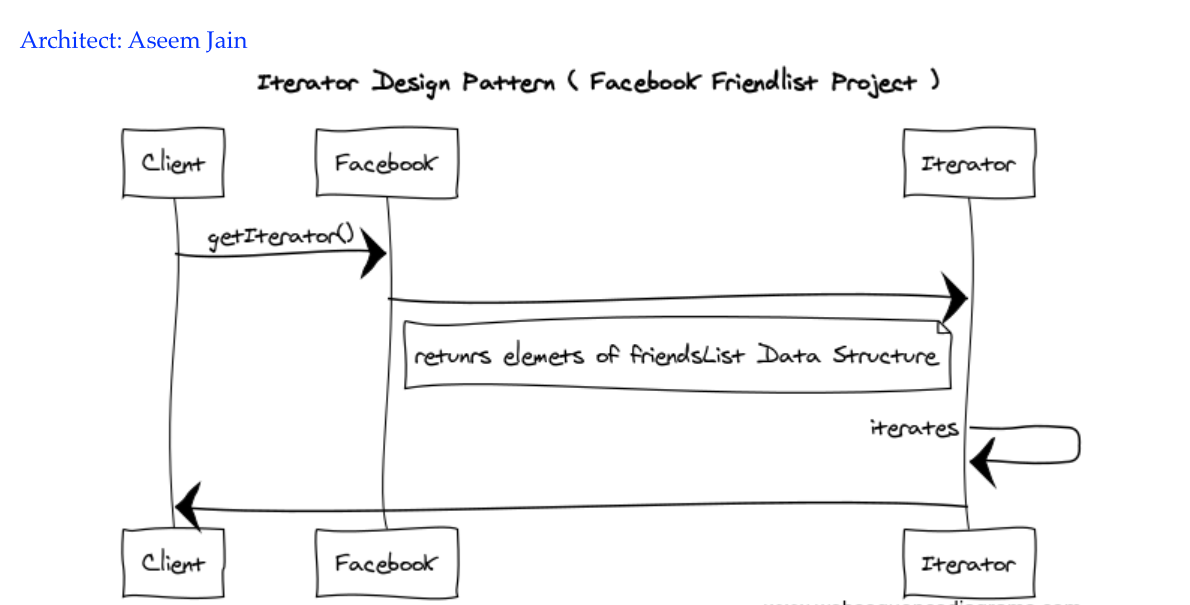 Architect: Aseem Jain
Iterator Design Pattern ( Facebook Friendlist Project )
Client
Facebook
Iterator
getIterator()
retunrs elemets of friendsList Data Structure
iterates
Client
Facebook
Iterator